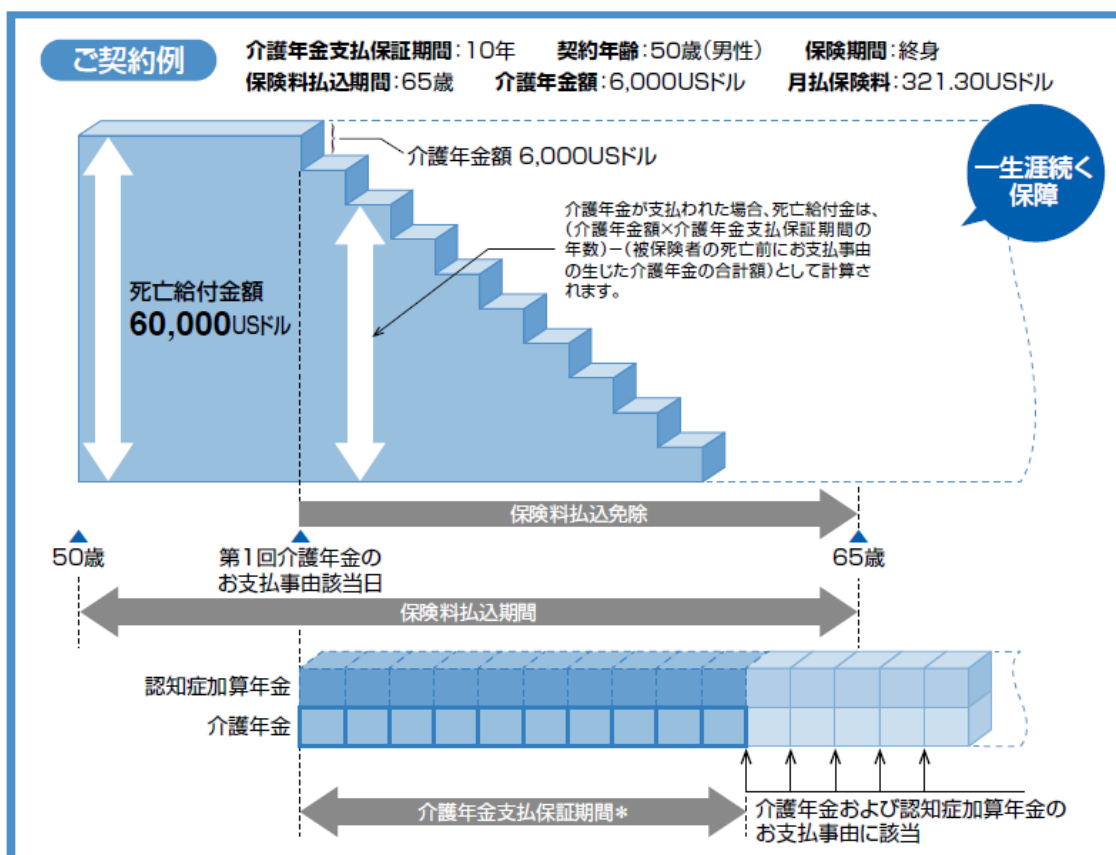 ご契約例
介護年金支払保証期間:10年 契約年齢:50歳(男性) 保険期間:終身
保険料払込期間:65歳 介護年金額:6,000USドル 月払保険料:321.30USドル
介護年金額 6,000USドル
一生涯続く
保障
介護年金が支払われた場合、死亡給付金は、
(介護年金額×介護年金支払保証期間の
年数)−(被保険者の死亡前にお支払事由
の生じた介護年金の合計額)として計算さ
れます。
死亡給付金額
60,000USドル
保険料払込免除
50歳
第1回介護年金の
お支払事由該当日
65歳
保険料払込期間
認知症加算年金
介護年金
介護年金支払保証期間*
介護年金および認知症加算年金の
お支払事由に該当